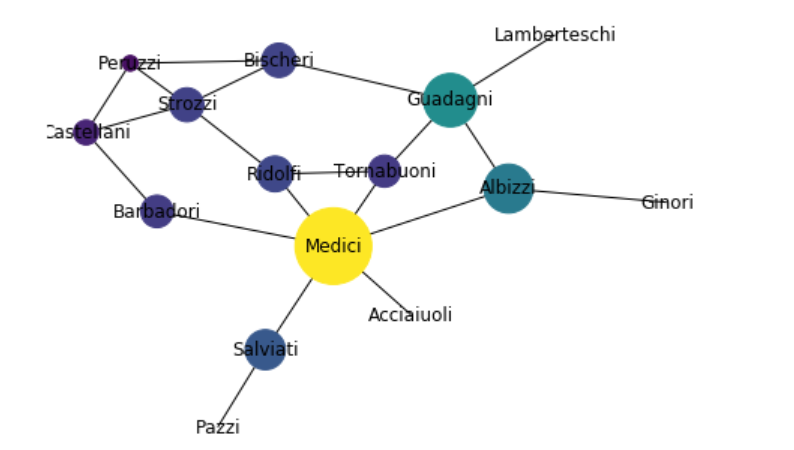 Lamberteschi
Peruzzi
Bischeri
Strozzi
Guadagni
Castellani
Ridolfi
Tornabuoni
Albizzi
Ginori
Barbadori
Medici
Acciaiuoli
Salviati
Pazzi